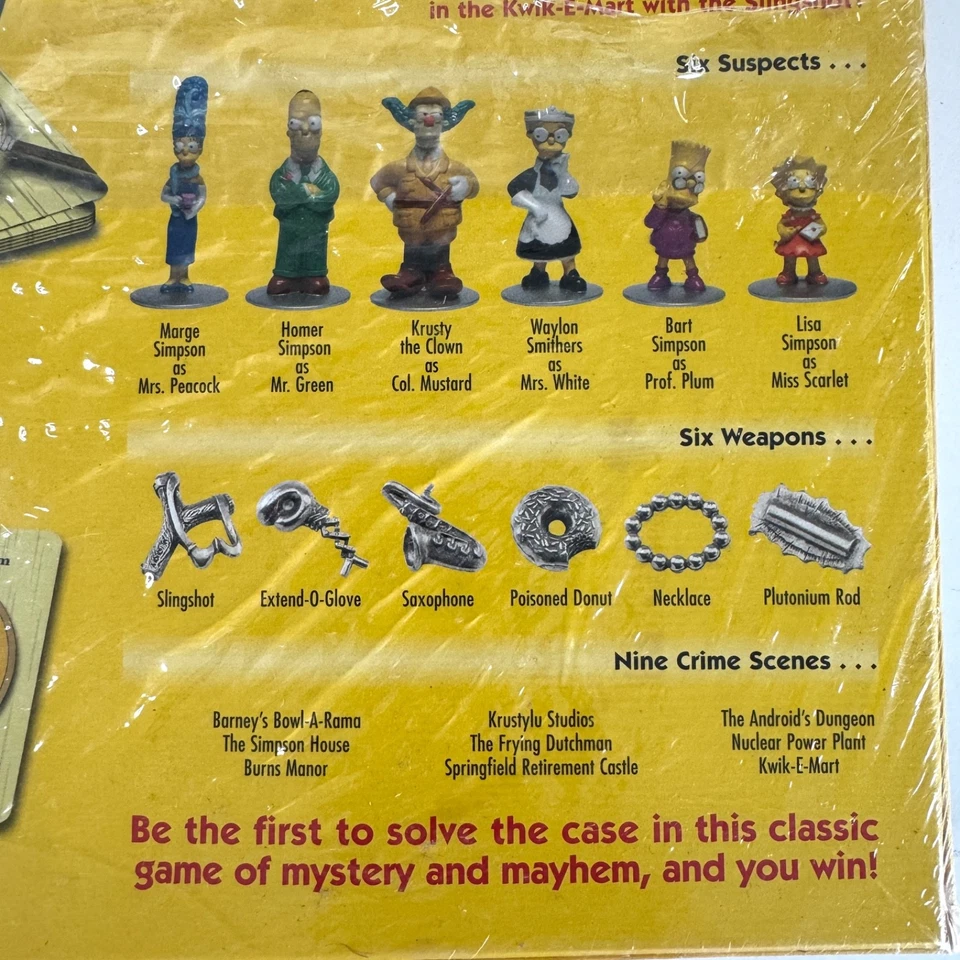 in the Kwik-E-Mart with the Slingshot!
Six Suspects . . .
Marge
Simpson
as
Mrs. Peacock
Homer
Simpson
as
Mr. Green
Krusty
the Clown
as
Col. Mustard
Waylon
Smithers
as
Mrs. White
Bart
Simpson
as
Prof. Plum
Lisa
Simpson
as
Miss Scarlet
Six Weapons . . .
Slingshot
Extend-O-Glove
Saxophone
Poisoned Donut
Necklace
Plutonium Rod
Nine Crime Scenes . . .
Barney's Bowl-A-Rama
The Simpson House
Burns Manor
Krustylu Studios
The Frying Dutchman
Springfield Retirement Castle
The Android's Dungeon
Nuclear Power Plant
Kwik-E-Mart
Be the first to solve the case in this classic
game of mystery and mayhem, and you win!